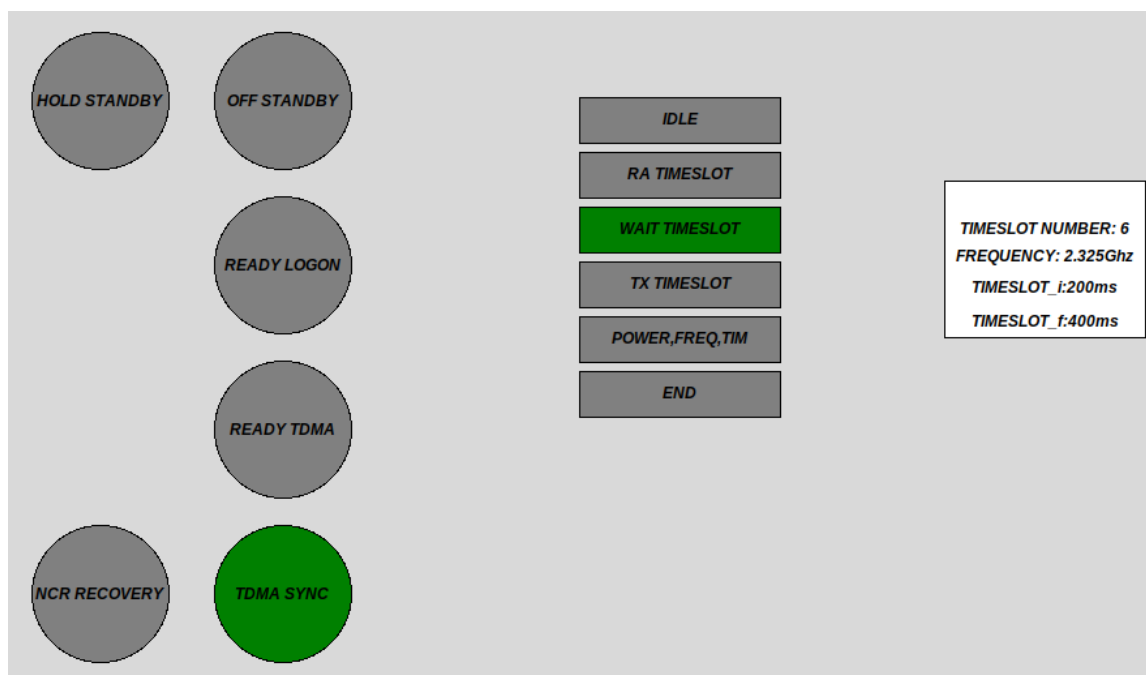 HOLD STANDBY
OFF STANDBY
READY LOGON
READY TDMA
NCR RECOVERY
TDMA SYNC
IDLE
RA TIMESLOT
WAIT TIMESLOT
TX TIMESLOT
POWER,FREQ,TIM
END
TIMESLOT NUMBER: 6
FREQUENCY: 2.325Ghz
TIMESLOT_i:200ms
TIMESLOT_f:400ms